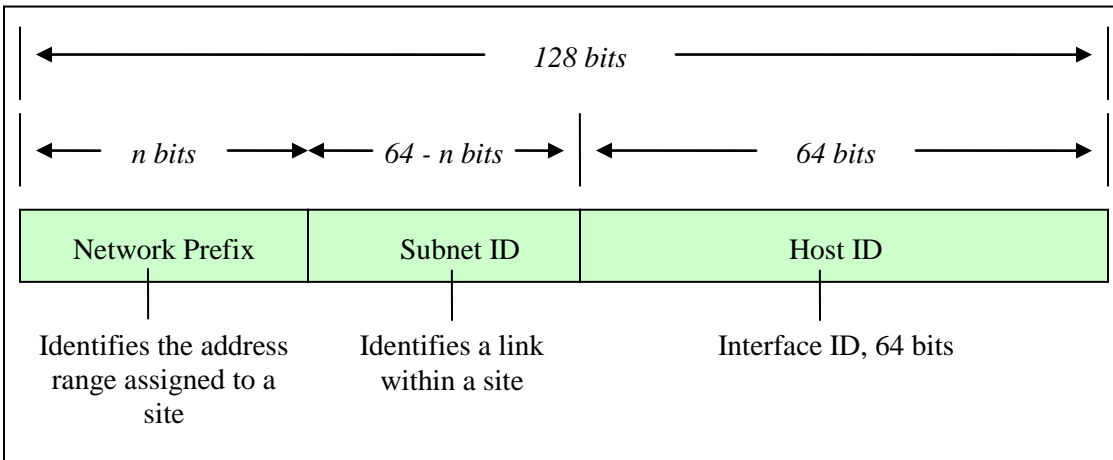 128 bits
n bits
64 - n bits
64 bits
Network Prefix
Subnet ID
Host ID
Identifies the address
range assigned to a
site
Identifies a link
within a site
Interface ID, 64 bits